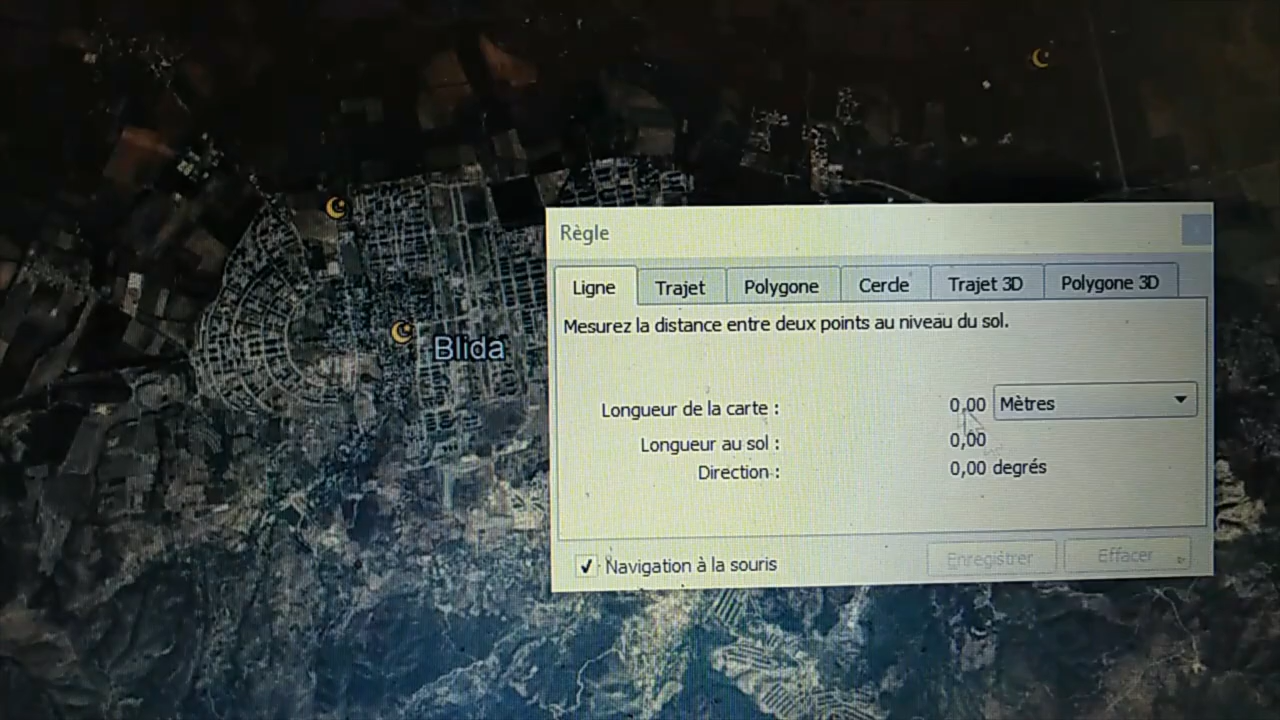 Règle
Ligne
Trajet
Polygone
Cercle
Trajet 3D
Polygone 3D
Mesurez la distance entre deux points au niveau du sol.
Blida
Longueur de la carte :
0,00
Mètres
Longueur au sol :
0,00
Direction :
0,00 degrés
Navigation à la souris
Enregistrer
Effacer